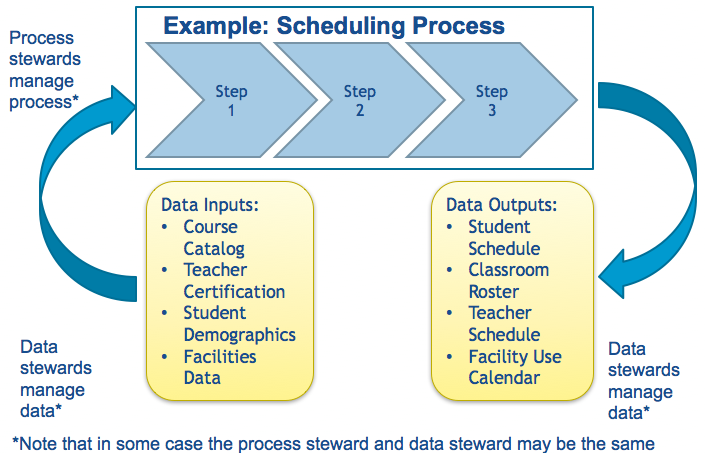 Example: Scheduling Process
Process
stewards
manage
process*
Step
1
Step
2
Step
3
Data Inputs:
• Course
Catalog
• Teacher
Certification
• Student
Demographics
• Facilities
Data
Data Outputs:
• Student
Schedule
• Classroom
Roster
• Teacher
Schedule
• Facility Use
Calendar
Data
stewards
manage
data*
Data
stewards
manage
data*
*Note that in some case the process steward and data steward may be the same